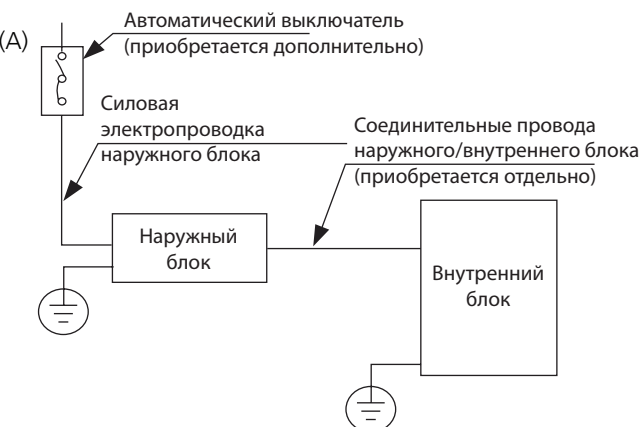 (A)
Автоматический выключатель
(приобретается дополнительно)
Силовая
электропроводка
наружного блока
Соединительные провода
наружного/внутреннего блока
(приобретается отдельно)
Наружный
блок
Внутренний
блок